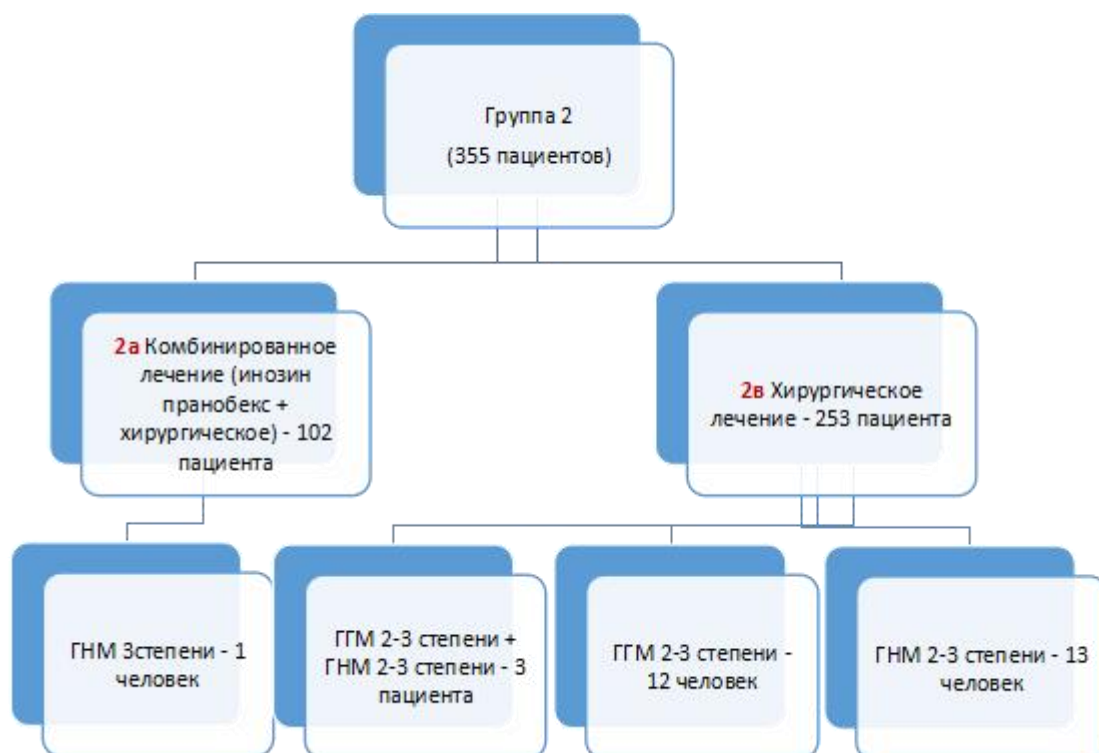 Группа 2
(355 пациентов)
2а Комбинированное
лечение (инозин
пранобекс +
хирургическое) - 102
пациента
2в Хирургическое
лечение - 253 пациента
ГНМ 3степени - 1
человек
ГГМ 2-3 степени +
ГНМ 2-3 степени - 3
пациента
ГГМ 2-3 степени -
12 человек
ГНМ 2-3 степени - 13
человек